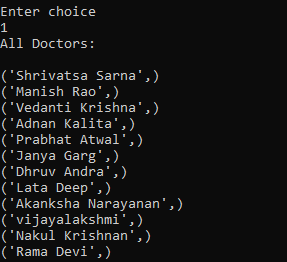 Enter choice
1
All Doctors:
('Shrivatsa Sarna',)
('Manish Rao',)
('Vedanti Krishna',)
('Adnan Kalita',)
('Prabhat Atwal',)
('Janya Garg',)
('Dhruv Andra',)
('Lata Deep',)
('Akanksha Narayanan',)
('vijayalakshmi',)
('Nakul Krishnan',)
('Rama Devi',)